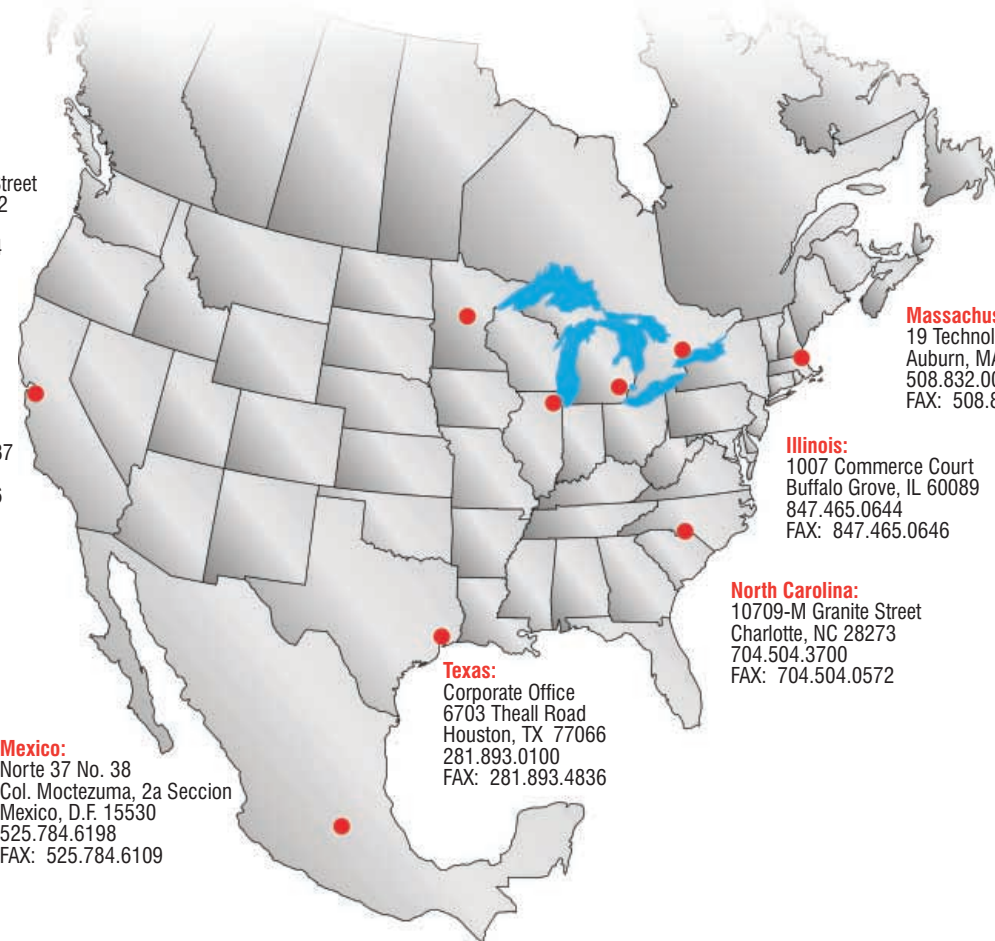 Massachus
19 Technol
Auburn, MA
508.832.00
FAX: 508.8
Illinois:
1007 Commerce Court
Buffalo Grove, IL 60089
847.465.0644
FAX: 847.465.0646
North Carolina:
10709-M Granite Street
Charlotte, NC 28273
704.504.3700
FAX: 704.504.0572
Texas:
Corporate Office
6703 Theall Road
Houston, TX 77066
281.893.0100
FAX: 281.893.4836
Mexico:
Norte 37 No. 38
Col. Moctezuma, 2a Seccion
Mexico, D.F. 15530
525.784.6198
FAX: 525.784.6109